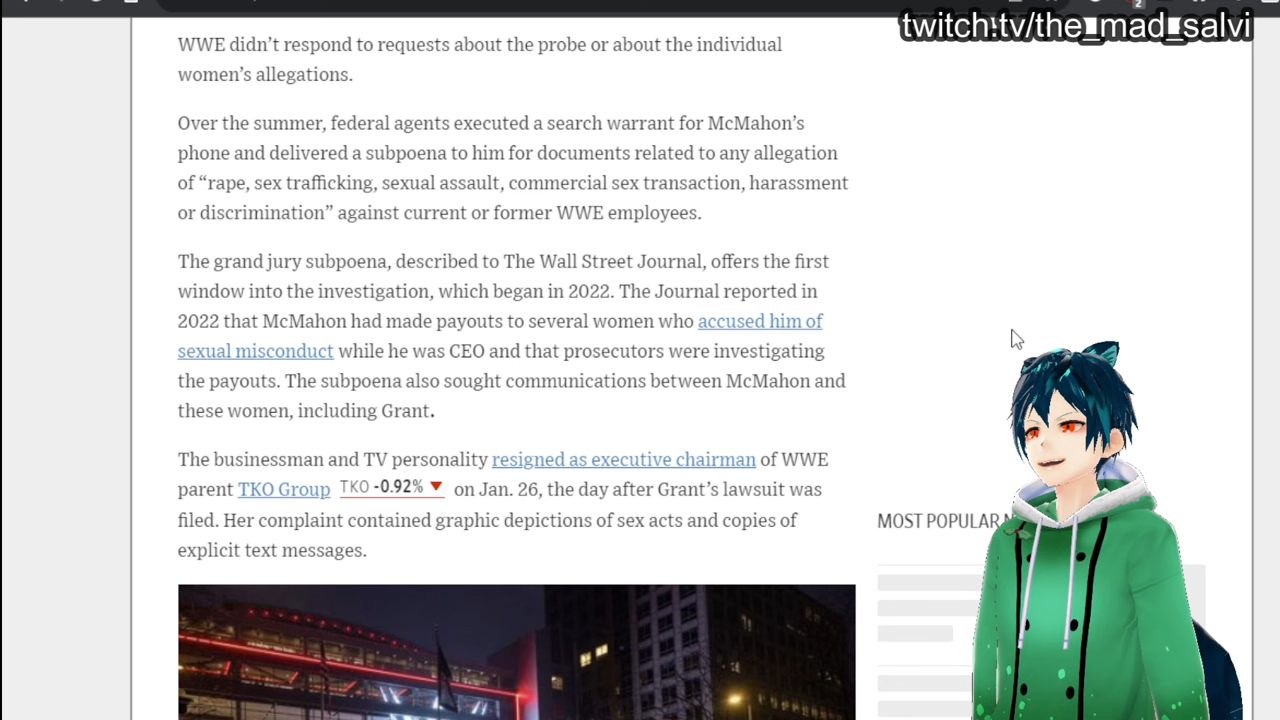 twitch.tv/the_mad_salvi
WWE didn’t respond to requests about the probe or about the individual
women’s allegations.
Over the summer, federal agents executed a search warrant for McMahon’s
phone and delivered a subpoena to him for documents related to any allegation
of “rape, sex trafficking, sexual assault, commercial sex transaction, harassment
or discrimination” against current or former WWE employees.
The grand jury subpoena, described to The Wall Street Journal, offers the first
window into the investigation, which began in 2022. The Journal reported in
2022 that McMahon had made payouts to several women who accused him of
sexual misconduct while he was CEO and that prosecutors were investigating
the payouts. The subpoena also sought communications between McMahon and
these women, including Grant.
The businessman and TV personality resigned as executive chairman of WWE
parent TKO Group TKO -0.92% ▼ on Jan. 26, the day after Grant’s lawsuit was
filed. Her complaint contained graphic depictions of sex acts and copies of
explicit text messages.
MOST POPULAR